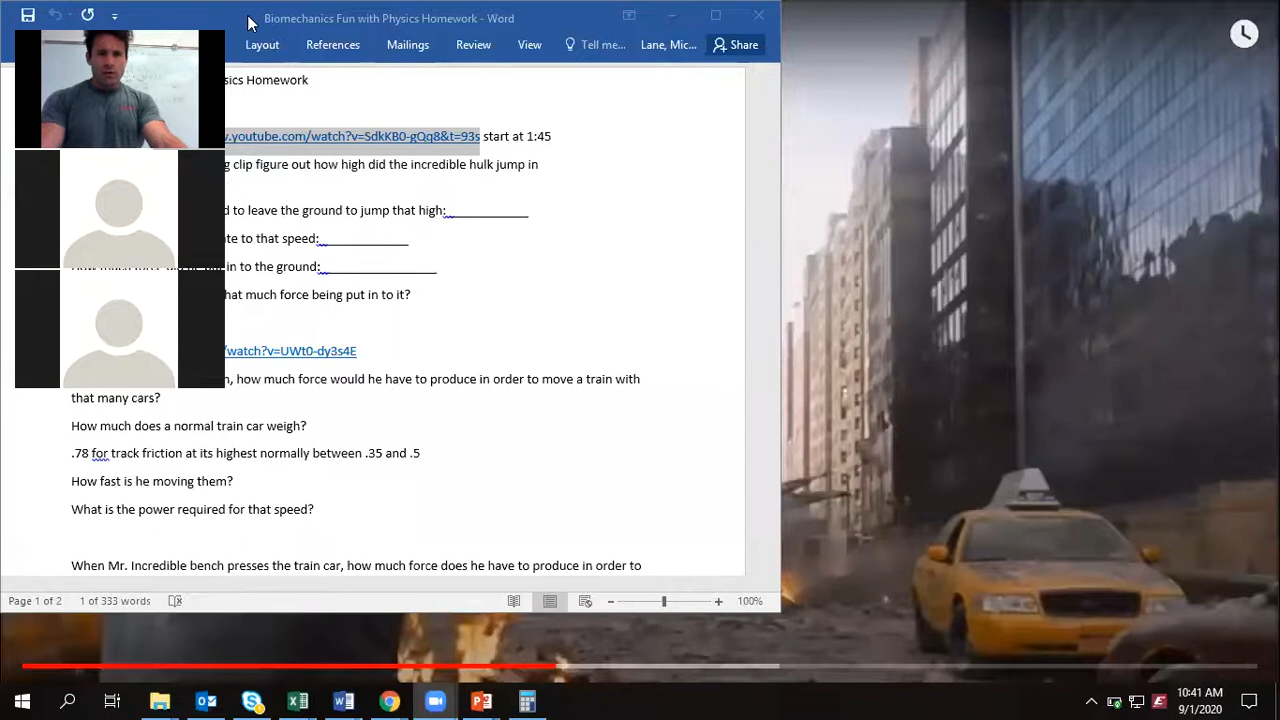 Biomechanics Fun with Physics Homework - Word
Layout References Mailings Review View Tell me... Lane, Mic... Share
sics Homework
.youtube.com/watch?v=SdkKB0-gQq8&t=93s start at 1:45
g clip figure out how high did the incredible hulk jump in
d to leave the ground to jump that high:
te to that speed:
in to the ground:
hat much force being put in to it?
/watch?v=UWt0-dy3s4E
, how much force would he have to produce in order to move a train with
that many cars?
How much does a normal train car weigh?
.78 for track friction at its highest normally between .35 and .5
How fast is he moving them?
What is the power required for that speed?
When Mr. Incredible bench presses the train car, how much force does he have to produce in order to
Page 1 of 2 1 of 333 words 100%
10:41 AM
9/1/2020